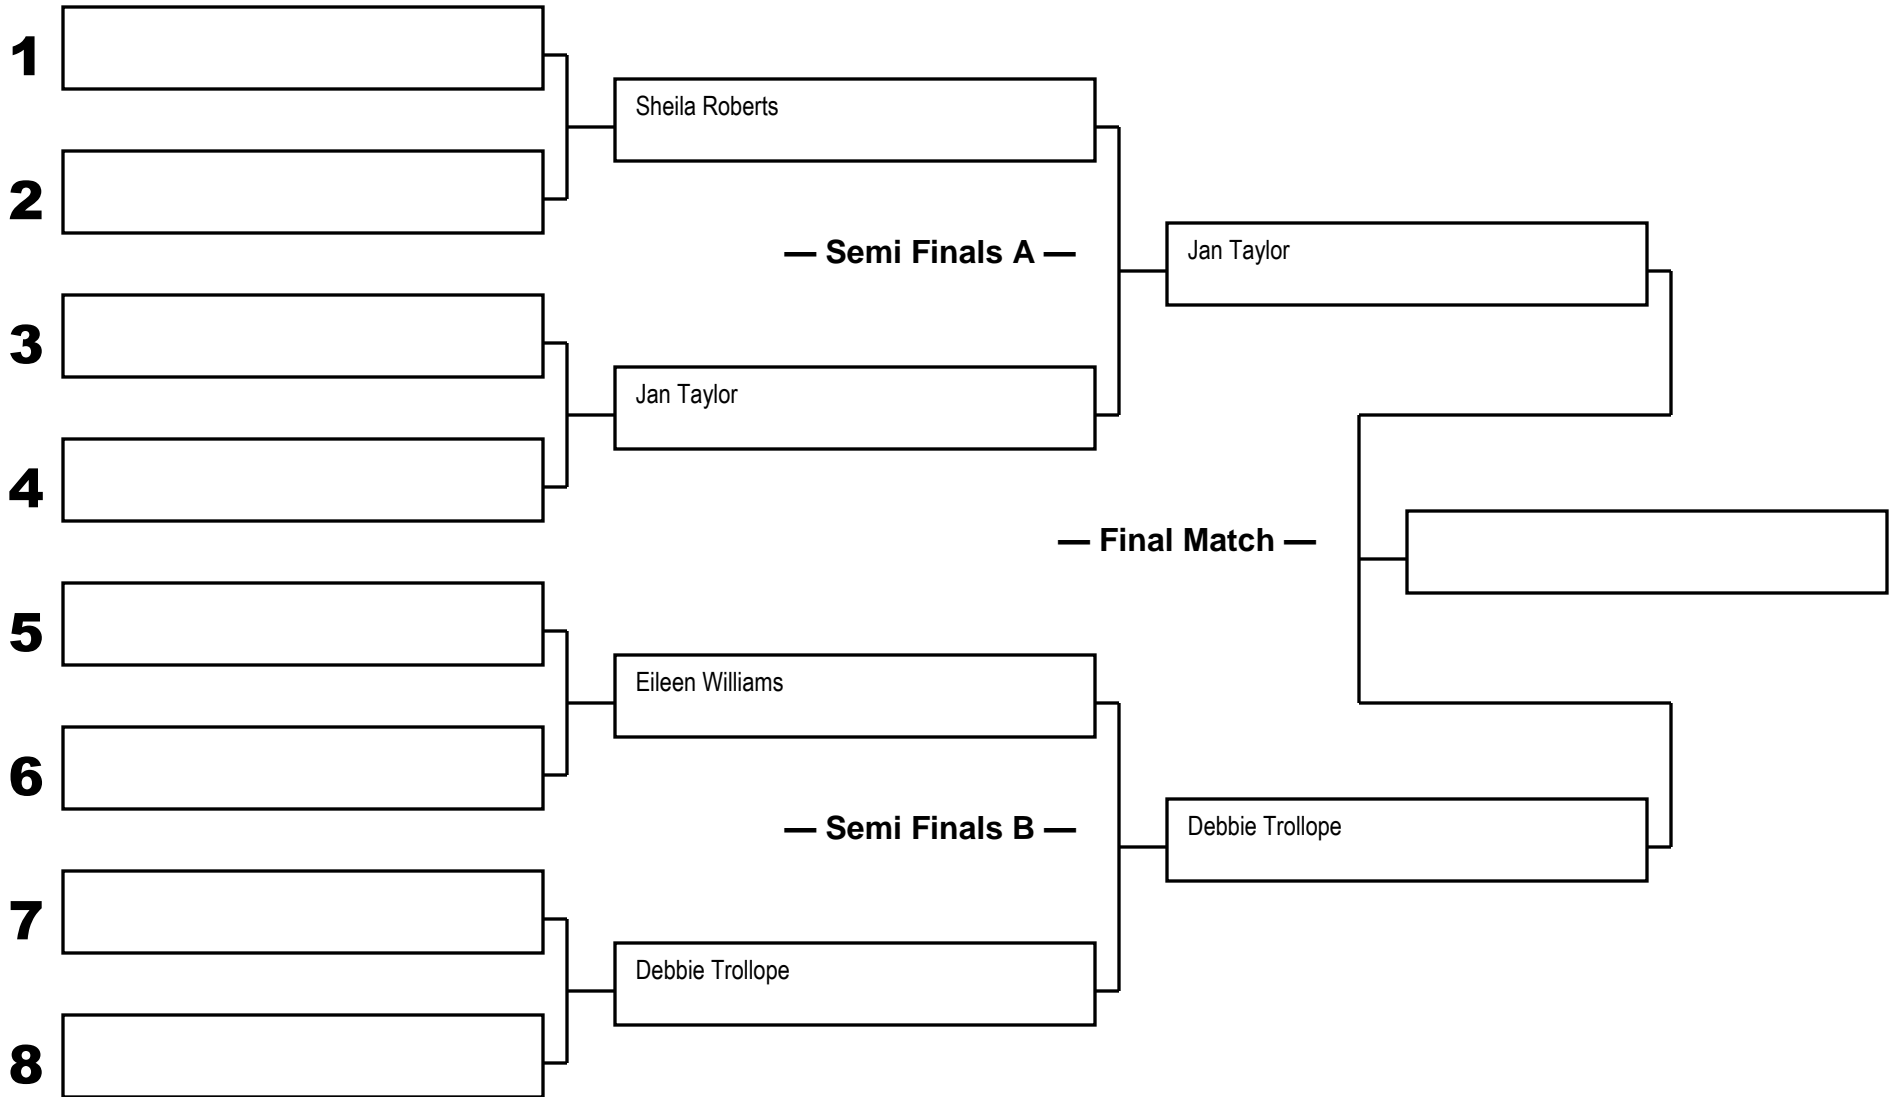 1
Sheila Roberts
2
— Semi Finals A —
Jan Taylor
3
Jan Taylor
4
— Final Match —
5
Eileen Williams
6
— Semi Finals B —
Debbie Trollope
7
Debbie Trollope
8